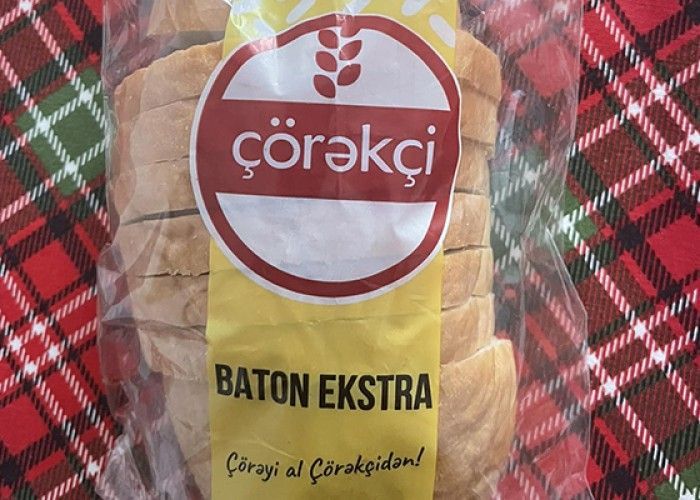 çörəkçi
BATON EKSTRA
Çörəyi al Çörəkçidən!